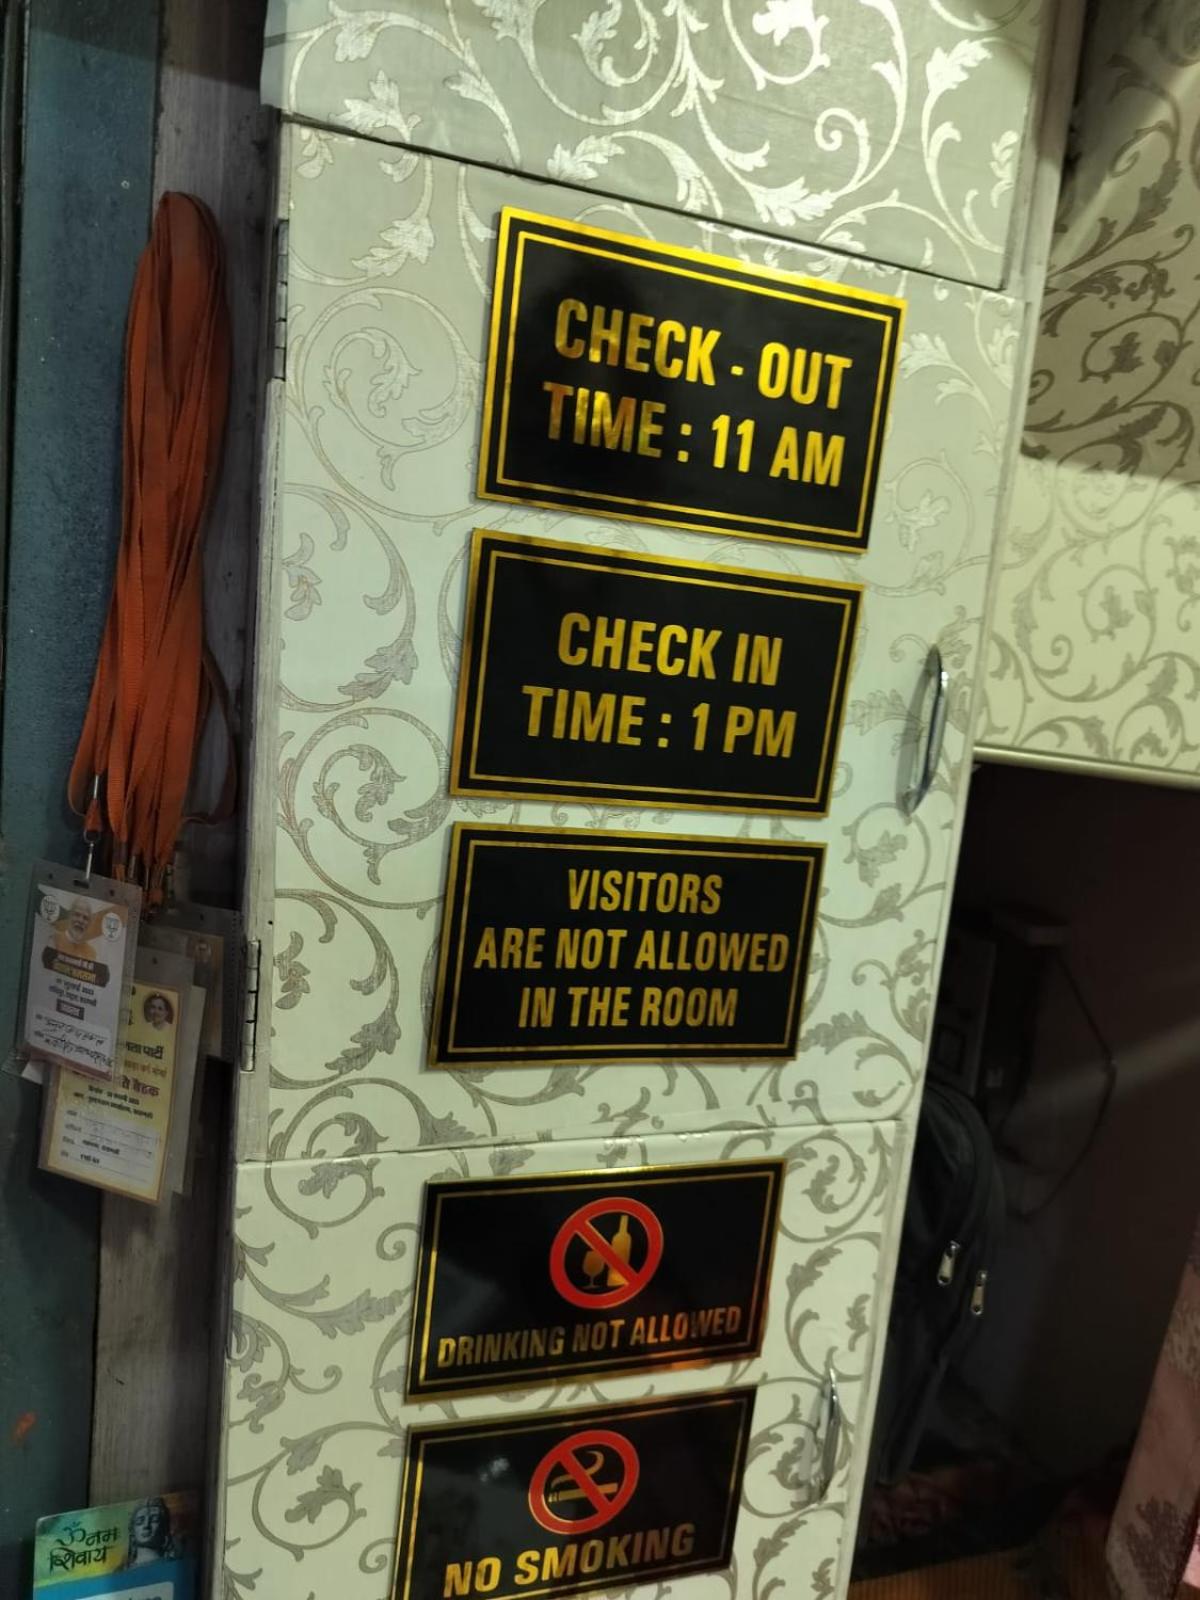 CHECK - OUT
TIME : 11 AM
CHECK IN
TIME : 1 PM
VISITORS
ARE NOT ALLOWED
IN THE ROOM
DRINKING NOT ALLOWED
NO SMOKING
ॐ नमः
शिवाय